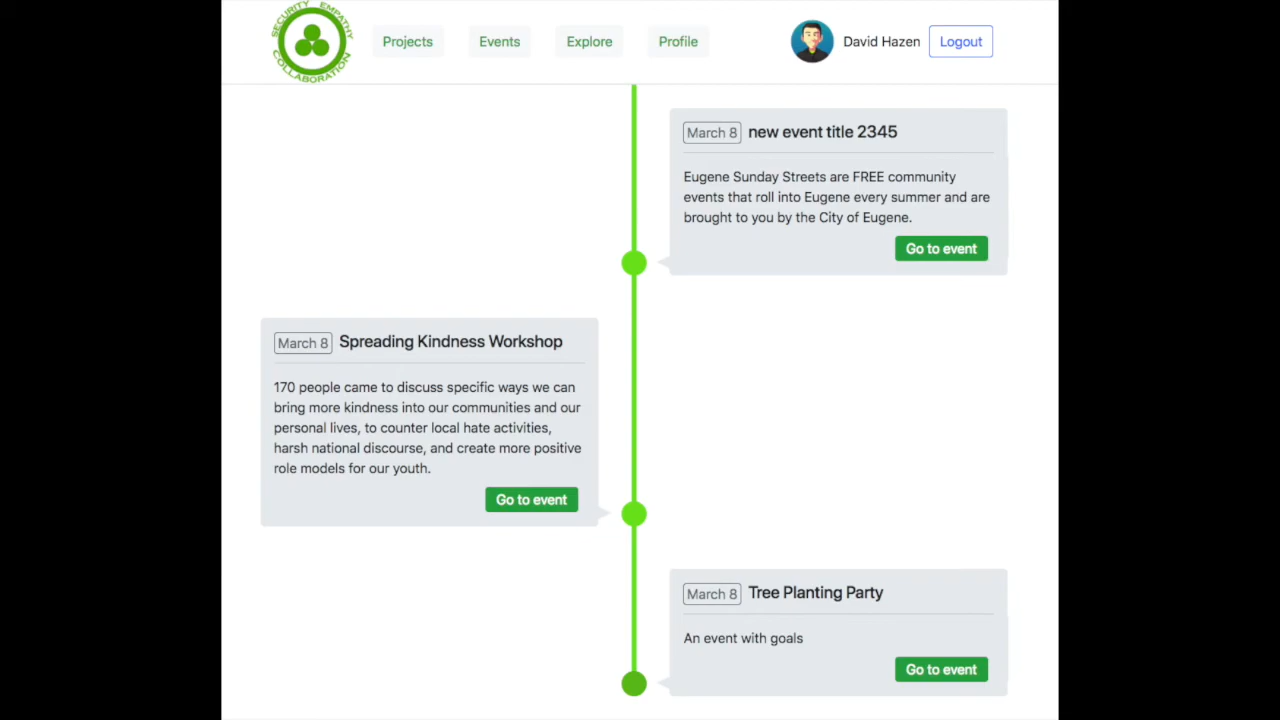 SECURITY EMPATHY
COLLABORATION
Projects Events Explore Profile David Hazen Logout
March 8 new event title 2345
Eugene Sunday Streets are FREE community
events that roll into Eugene every summer and are
brought to you by the City of Eugene.
Go to event
March 8 Spreading Kindness Workshop
170 people came to discuss specific ways we can
bring more kindness into our communities and our
personal lives, to counter local hate activities,
harsh national discourse, and create more positive
role models for our youth.
Go to event
March 8 Tree Planting Party
An event with goals
Go to event